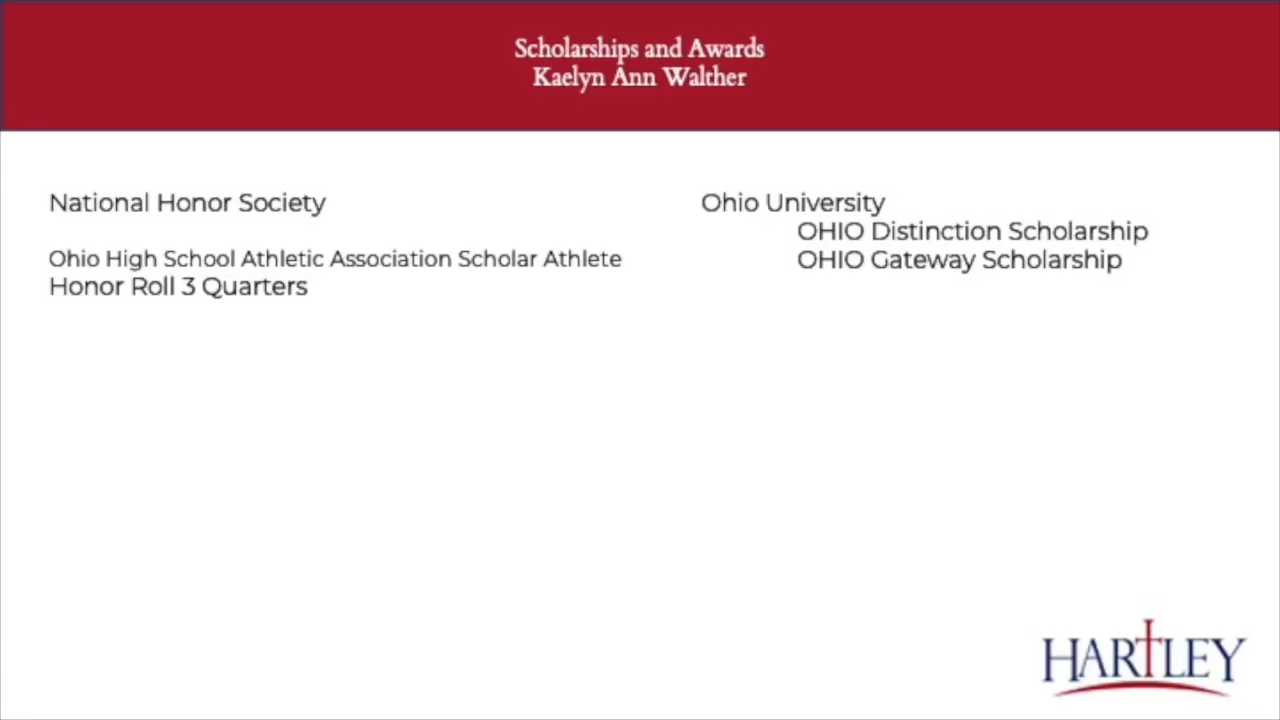 Scholarships and Awards
Kaelyn Ann Walther
National Honor Society
Ohio High School Athletic Association Scholar Athlete
Honor Roll 3 Quarters
Ohio University
OHIO Distinction Scholarship
OHIO Gateway Scholarship
HARTLEY